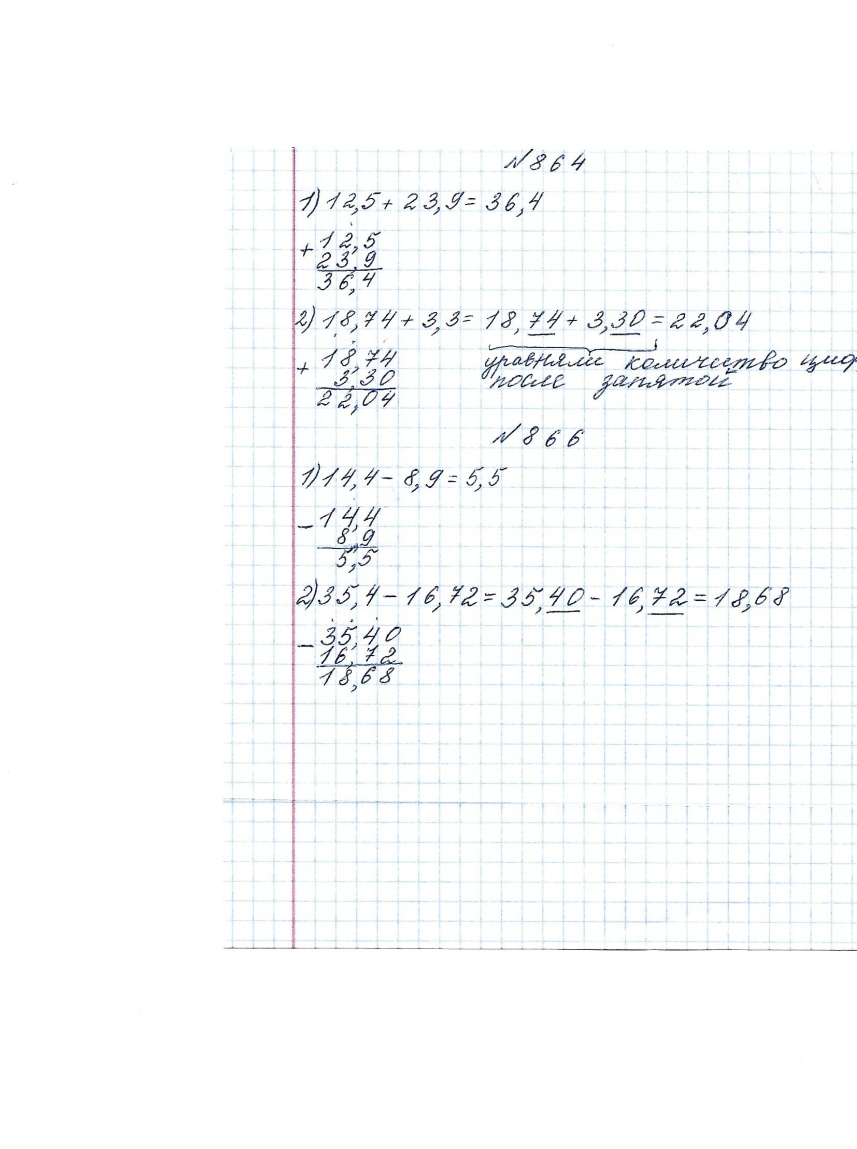 №864
1) 12,5 + 23,9 = 36,4
+ 12,5
23,9
36,4
2) 18,74 + 3,3 = 18,74 + 3,30 = 22,04
уравняли количество циф
после запятой
+ 18,74
3,30
22,04
№866
1) 14,4 - 8,9 = 5,5
- 14,4
8,9
5,5
2) 35,4 - 16,72 = 35,40 - 16,72 = 18,68
- 35,40
16,72
18,68